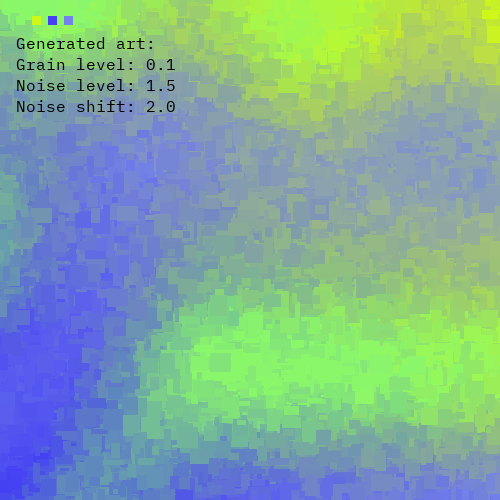 Generated art:
Grain level: 0.1
Noise level: 1.5
Noise shift: 2.0